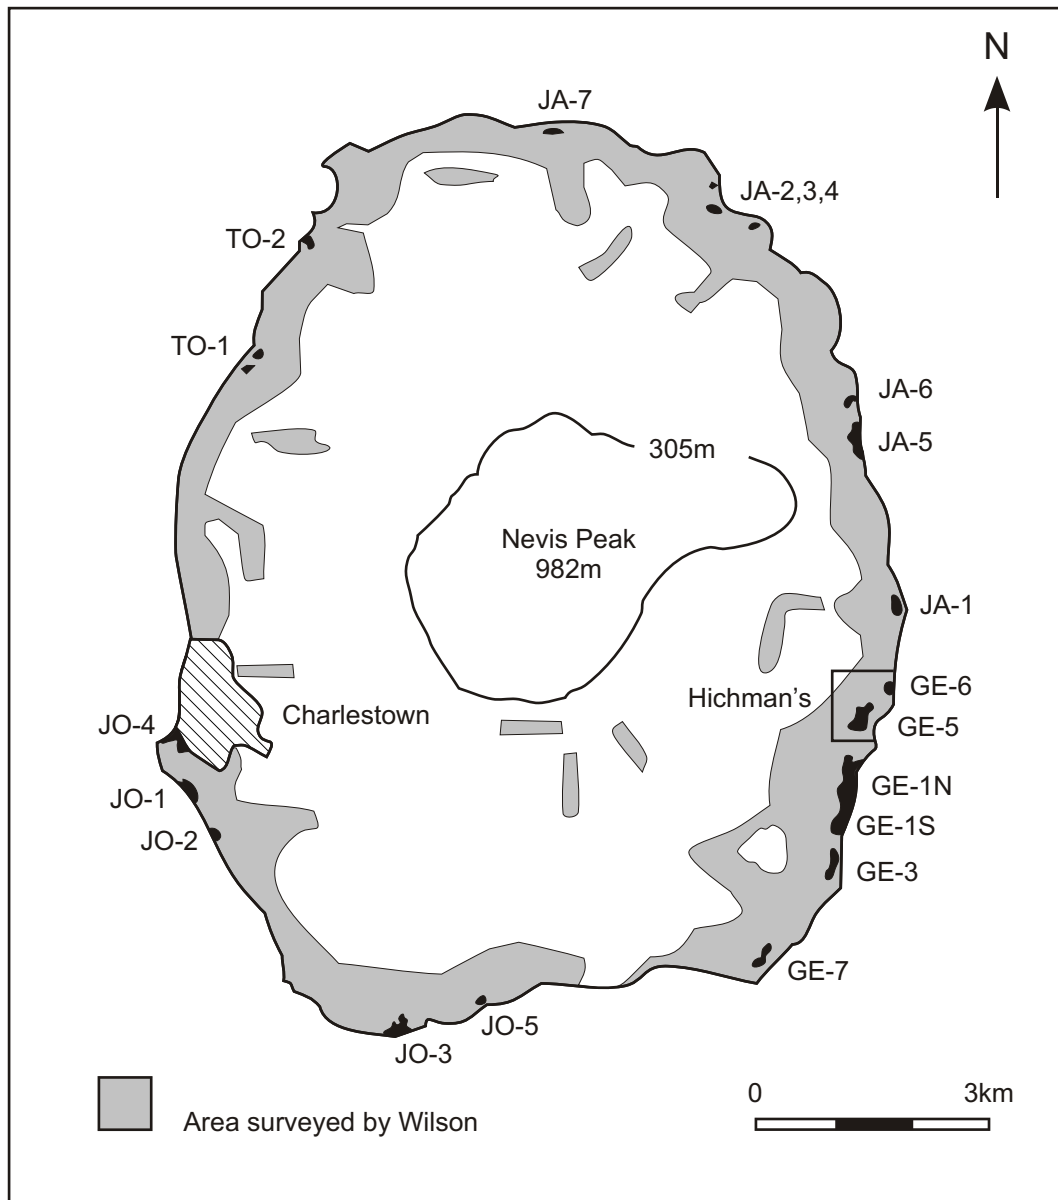 N
JA-7
JA-2,3,4
TO-2
TO-1
JA-6
305m
JA-5
Nevis Peak
982m
JA-1
GE-6
Hichman's
Charlestown
GE-5
JO-4
GE-1N
JO-1
GE-1S
JO-2
GE-3
GE-7
JO-5
JO-3
0 3km
Area surveyed by Wilson